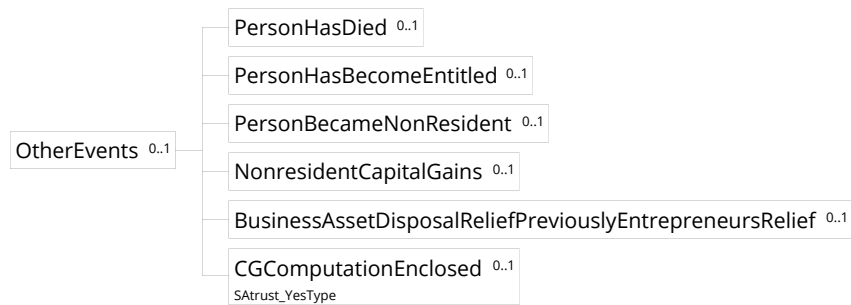 PersonHasDied 0..1
PersonHasBecomeEntitled 0..1
PersonBecameNonResident 0..1
OtherEvents 0..1
NonresidentCapitalGains 0..1
BusinessAssetDisposalReliefPreviouslyEntrepreneursRelief 0..1
CGComputationEnclosed 0..1
SAtrust_YesType